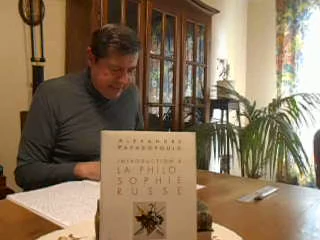 ALEXANDRE
PAPADOPOULO
INTRODUCTION À
LA PHILO
SOPHIE
RUSSE